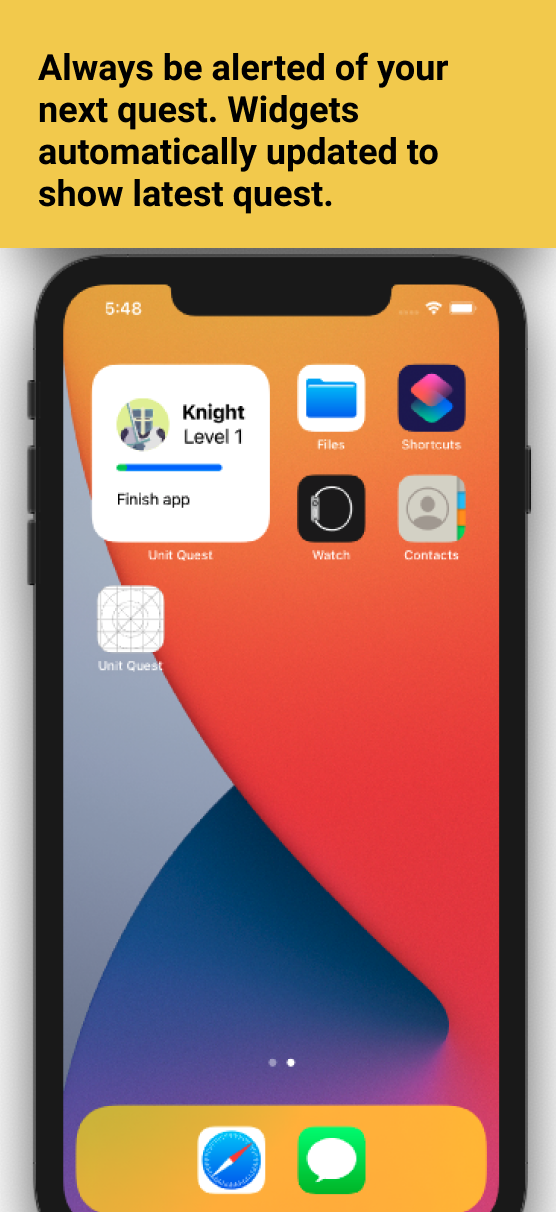 Always be alerted of your
next quest. Widgets
automatically updated to
show latest quest.
5:48
Knight
Level 1
Finish app
Unit Quest
Files
Shortcuts
Watch
Contacts
Unit Quest